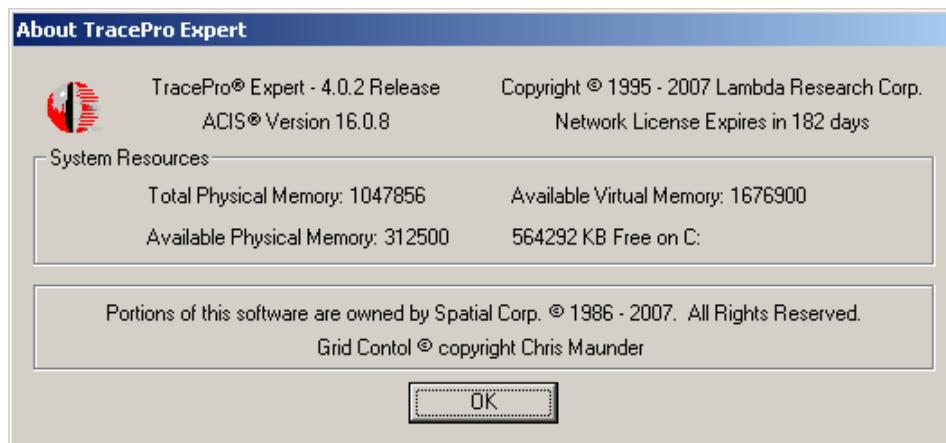 About TracePro Expert
TracePro® Expert - 4.0.2 Release
ACIS® Version 16.0.8
Copyright © 1995 - 2007 Lambda Research Corp.
Network License Expires in 182 days
System Resources
Total Physical Memory: 1047856
Available Virtual Memory: 1676900
Available Physical Memory: 312500
564292 KB Free on C:
Portions of this software are owned by Spatial Corp. © 1986 - 2007.  All Rights Reserved.
Grid Contol © copyright Chris Maunder
OK